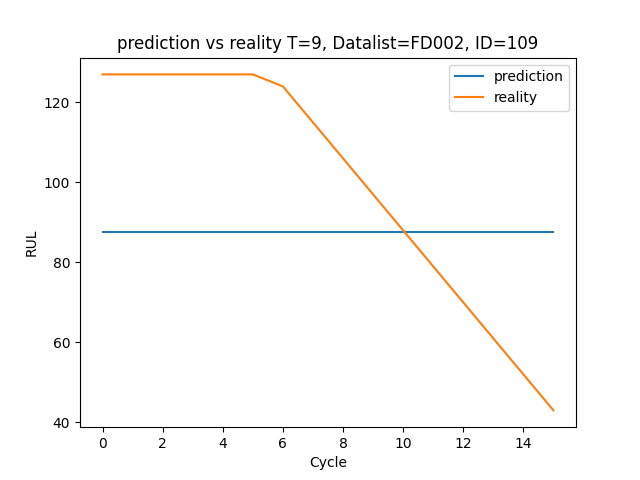 prediction vs reality T=9, Datalist=FD002, ID=109
prediction
reality
120
100
80
60
40
RUL
0 2 4 6 8 10 12 14
Cycle